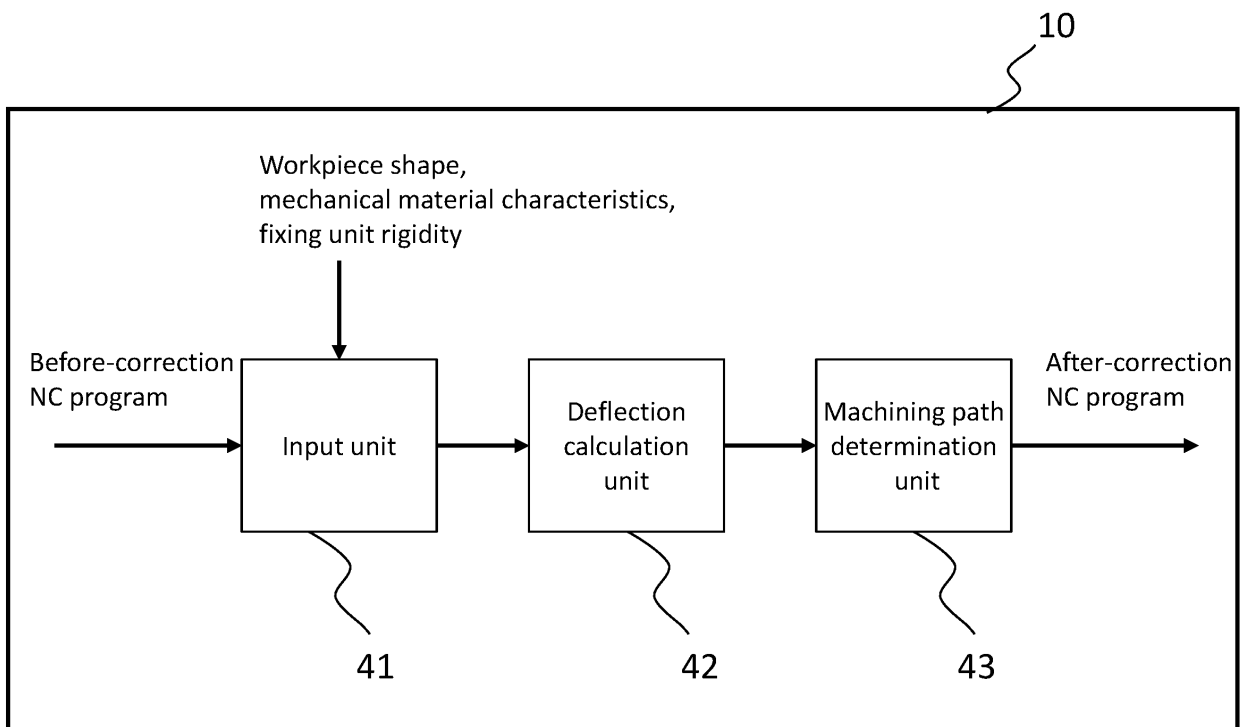 10
Workpiece shape,
mechanical material characteristics,
fixing unit rigidity
Before-correction
NC program
Input unit
Deflection
calculation
unit
Machining path
determination
unit
After-correction
NC program
41
42
43